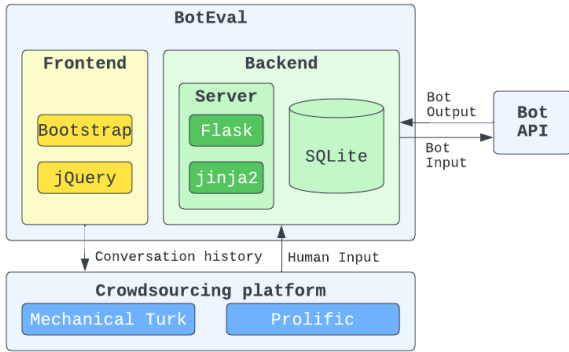 BotEval
Frontend
Bootstrap
jQuery
Backend
Server
Flask
jinja2
SQLite
Bot
Output
Bot
Input
Bot
API
Conversation history
Human Input
Crowdsourcing platform
Mechanical Turk
Prolific